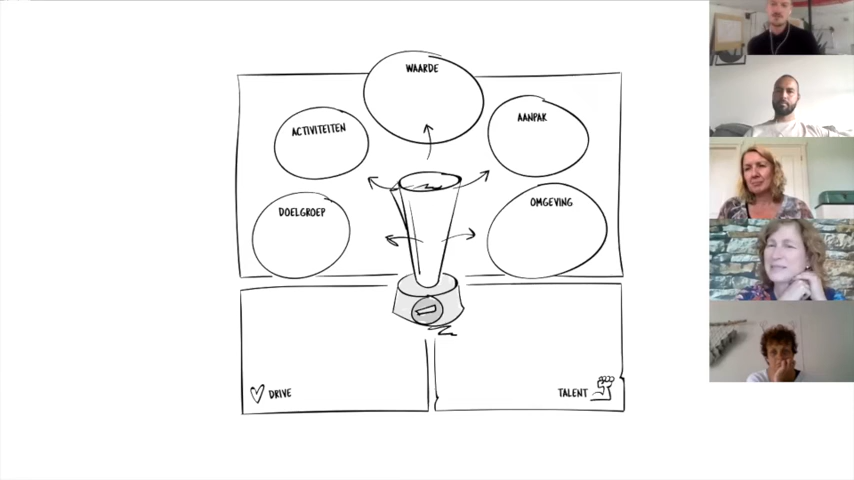 WAARDE
ACTIVITEITEN
AANPAK
DOELGROEP
OMGEVING
DRIVE
TALENT